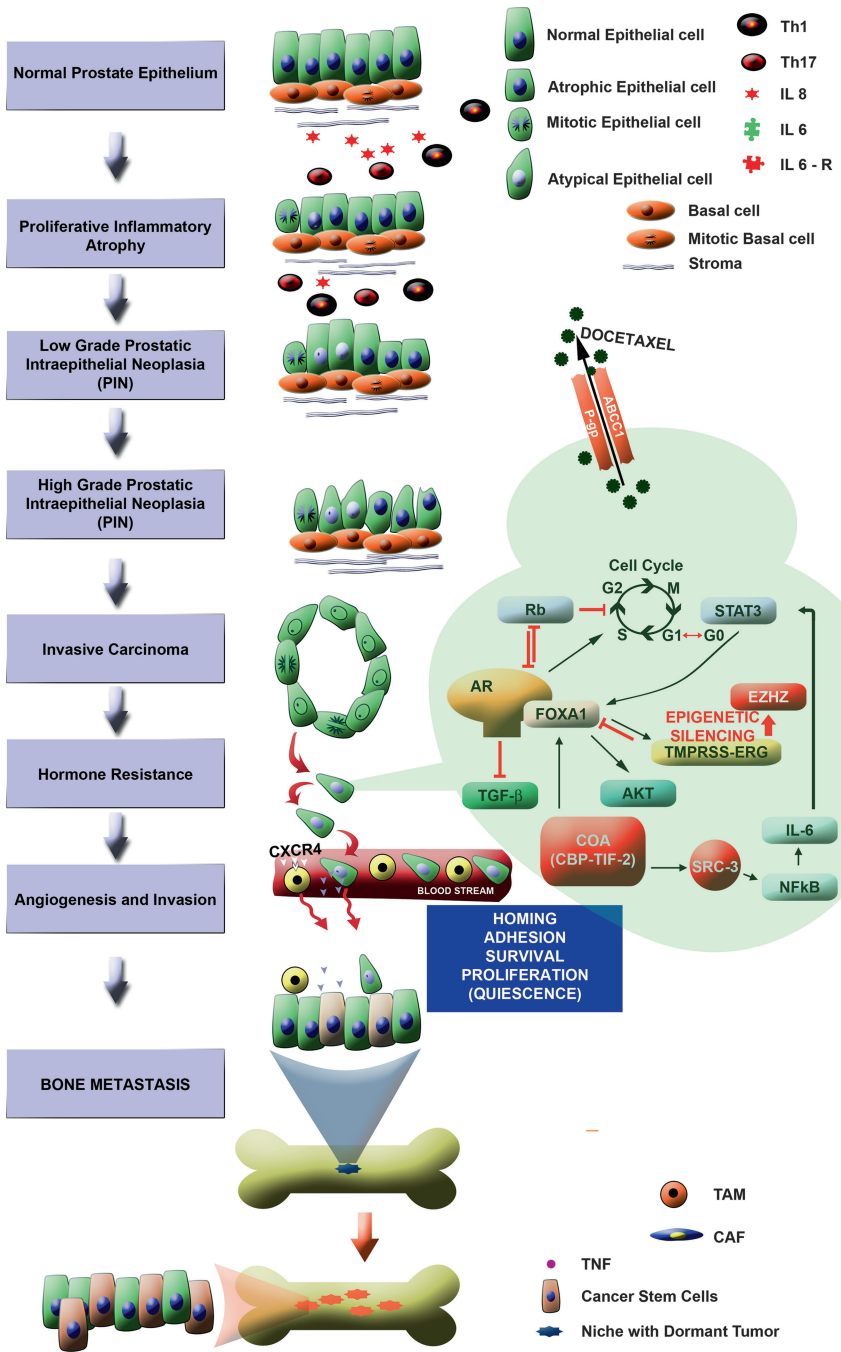 Normal Prostate Epithelium
Proliferative Inflammatory
Atrophy
Low Grade Prostatic
Intraepithelial Neoplasia
(PIN)
High Grade Prostatic
Intraepithelial Neoplasia
(PIN)
Invasive Carcinoma
Hormone Resistance
Angiogenesis and Invasion
BONE METASTASIS
Normal Epithelial cell
Atrophic Epithelial cell
Mitotic Epithelial cell
Atypical Epithelial cell
Th1
Th17
IL 8
IL 6
IL 6 - R
Basal cell
Mitotic Basal cell
Stroma
DOCETAXEL
P-gp
ABCC1
Cell Cycle
G2
M
S
G1
G0
Rb
STAT3
AR
FOXA1
EZHZ
EPIGENETIC
SILENCING
TMPRSS-ERG
TGF-β
AKT
COA
(CBP-TIF-2)
SRC-3
IL-6
NFkB
CXCR4
BLOOD STREAM
HOMING
ADHESION
SURVIVAL
PROLIFERATION
(QUIESCENCE)
TAM
CAF
TNF
Cancer Stem Cells
Niche with Dormant Tumor